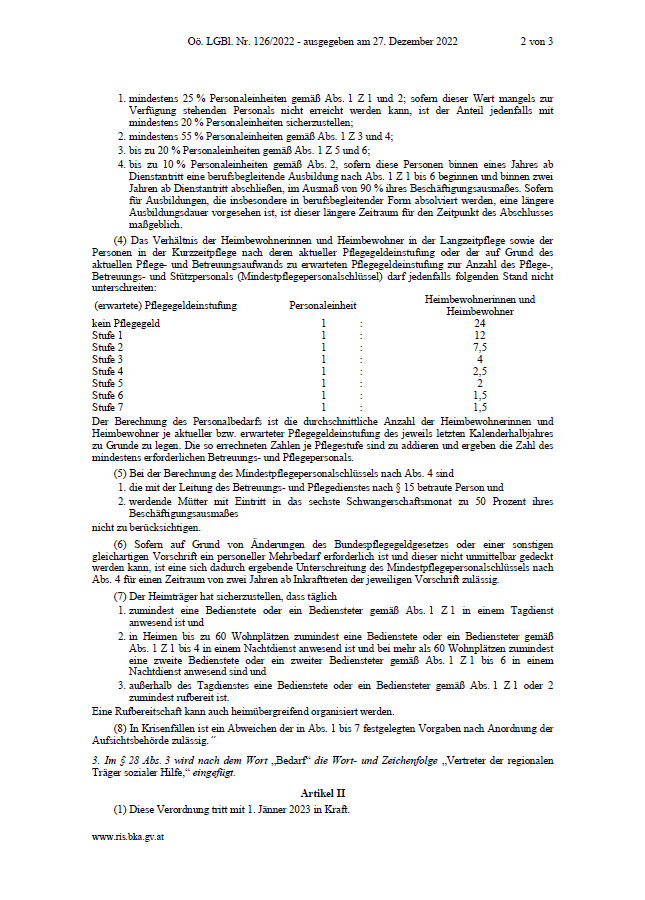 Oö. LGBl. Nr. 126/2022 - ausgegeben am 27. Dezember 2022 2 von 3
1. mindestens 25 % Personaleinheiten gemäß Abs. 1 Z 1 und 2; sofern dieser Wert mangels zur
Verfügung stehenden Personals nicht erreicht werden kann, ist der Anteil jedenfalls mit
mindestens 20 % Personaleinheiten sicherzustellen;
2. mindestens 55 % Personaleinheiten gemäß Abs. 1 Z 3 und 4;
3. bis zu 20 % Personaleinheiten gemäß Abs. 1 Z 5 und 6;
4. bis zu 10 % Personaleinheiten gemäß Abs. 2, sofern diese Personen binnen eines Jahres ab
Dienstantritt eine berufsbegleitende Ausbildung nach Abs. 1 Z 1 bis 6 beginnen und binnen zwei
Jahren ab Dienstantritt abschließen, im Ausmaß von 90 % ihres Beschäftigungsausmaßes. Sofern
für Ausbildungen, die insbesondere in berufsbegleitender Form absolviert werden, eine längere
Ausbildungsdauer vorgesehen ist, ist dieser längere Zeitraum für den Zeitpunkt des Abschlusses
maßgeblich.
(4) Das Verhältnis der Heimbewohnerinnen und Heimbewohner in der Langzeitpflege sowie der
Personen in der Kurzzeitpflege nach deren aktueller Pflegegeldeinstufung oder der auf Grund des
aktuellen Pflege- und Betreuungsaufwands zu erwarteten Pflegegeldeinstufung zur Anzahl des Pflege-,
Betreuungs- und Stützpersonals (Mindestpflegepersonalschlüssel) darf jedenfalls folgenden Stand nicht
unterschreiten:
(erwartete) Pflegegeldeinstufung Personaleinheit Heimbewohnerinnen und
Heimbewohner
kein Pflegegeld 1 : 24
Stufe 1 1 : 12
Stufe 2 1 : 7,5
Stufe 3 1 : 4
Stufe 4 1 : 2,5
Stufe 5 1 : 2
Stufe 6 1 : 1,5
Stufe 7 1 : 1,5
Der Berechnung des Personalbedarfs ist die durchschnittliche Anzahl der Heimbewohnerinnen und
Heimbewohner je aktueller bzw. erwarteter Pflegegeldeinstufung des jeweils letzten Kalenderhalbjahres
zu Grunde zu legen. Die so errechneten Zahlen je Pflegestufe sind zu addieren und ergeben die Zahl des
mindestens erforderlichen Betreuungs- und Pflegepersonals.
(5) Bei der Berechnung des Mindestpflegepersonalschlüssels nach Abs. 4 sind
1. die mit der Leitung des Betreuungs- und Pflegedienstes nach § 15 betraute Person und
2. werdende Mütter mit Eintritt in das sechste Schwangerschaftsmonat zu 50 Prozent ihres
Beschäftigungsausmaßes
nicht zu berücksichtigen.
(6) Sofern auf Grund von Änderungen des Bundespflegegeldgesetzes oder einer sonstigen
gleichartigen Vorschrift ein personeller Mehrbedarf erforderlich ist und dieser nicht unmittelbar gedeckt
werden kann, ist eine sich dadurch ergebende Unterschreitung des Mindestpflegepersonalschlüssels nach
Abs. 4 für einen Zeitraum von zwei Jahren ab Inkrafttreten der jeweiligen Vorschrift zulässig.
(7) Der Heimträger hat sicherzustellen, dass täglich
1. zumindest eine Bedienstete oder ein Bediensteter gemäß Abs. 1 Z 1 in einem Tagdienst
anwesend ist und
2. in Heimen bis zu 60 Wohnplätzen zumindest eine Bedienstete oder ein Bediensteter gemäß
Abs. 1 Z 1 bis 4 in einem Nachtdienst anwesend ist und bei mehr als 60 Wohnplätzen zumindest
eine zweite Bedienstete oder ein zweiter Bediensteter gemäß Abs. 1 Z 1 bis 6 in einem
Nachtdienst anwesend sind und
3. außerhalb des Tagdienstes eine Bedienstete oder ein Bediensteter gemäß Abs. 1 Z 1 oder 2
zumindest rufbereit ist.
Eine Rufbereitschaft kann auch heimübergreifend organisiert werden.
(8) In Krisenfällen ist ein Abweichen der in Abs. 1 bis 7 festgelegten Vorgaben nach Anordnung der
Aufsichtsbehörde zulässig.“
3. Im § 28 Abs. 3 wird nach dem Wort „Bedarf“ die Wort- und Zeichenfolge „Vertreter der regionalen
Träger sozialer Hilfe,“ eingefügt.
Artikel II
(1) Diese Verordnung tritt mit 1. Jänner 2023 in Kraft.
www.ris.bka.gv.at